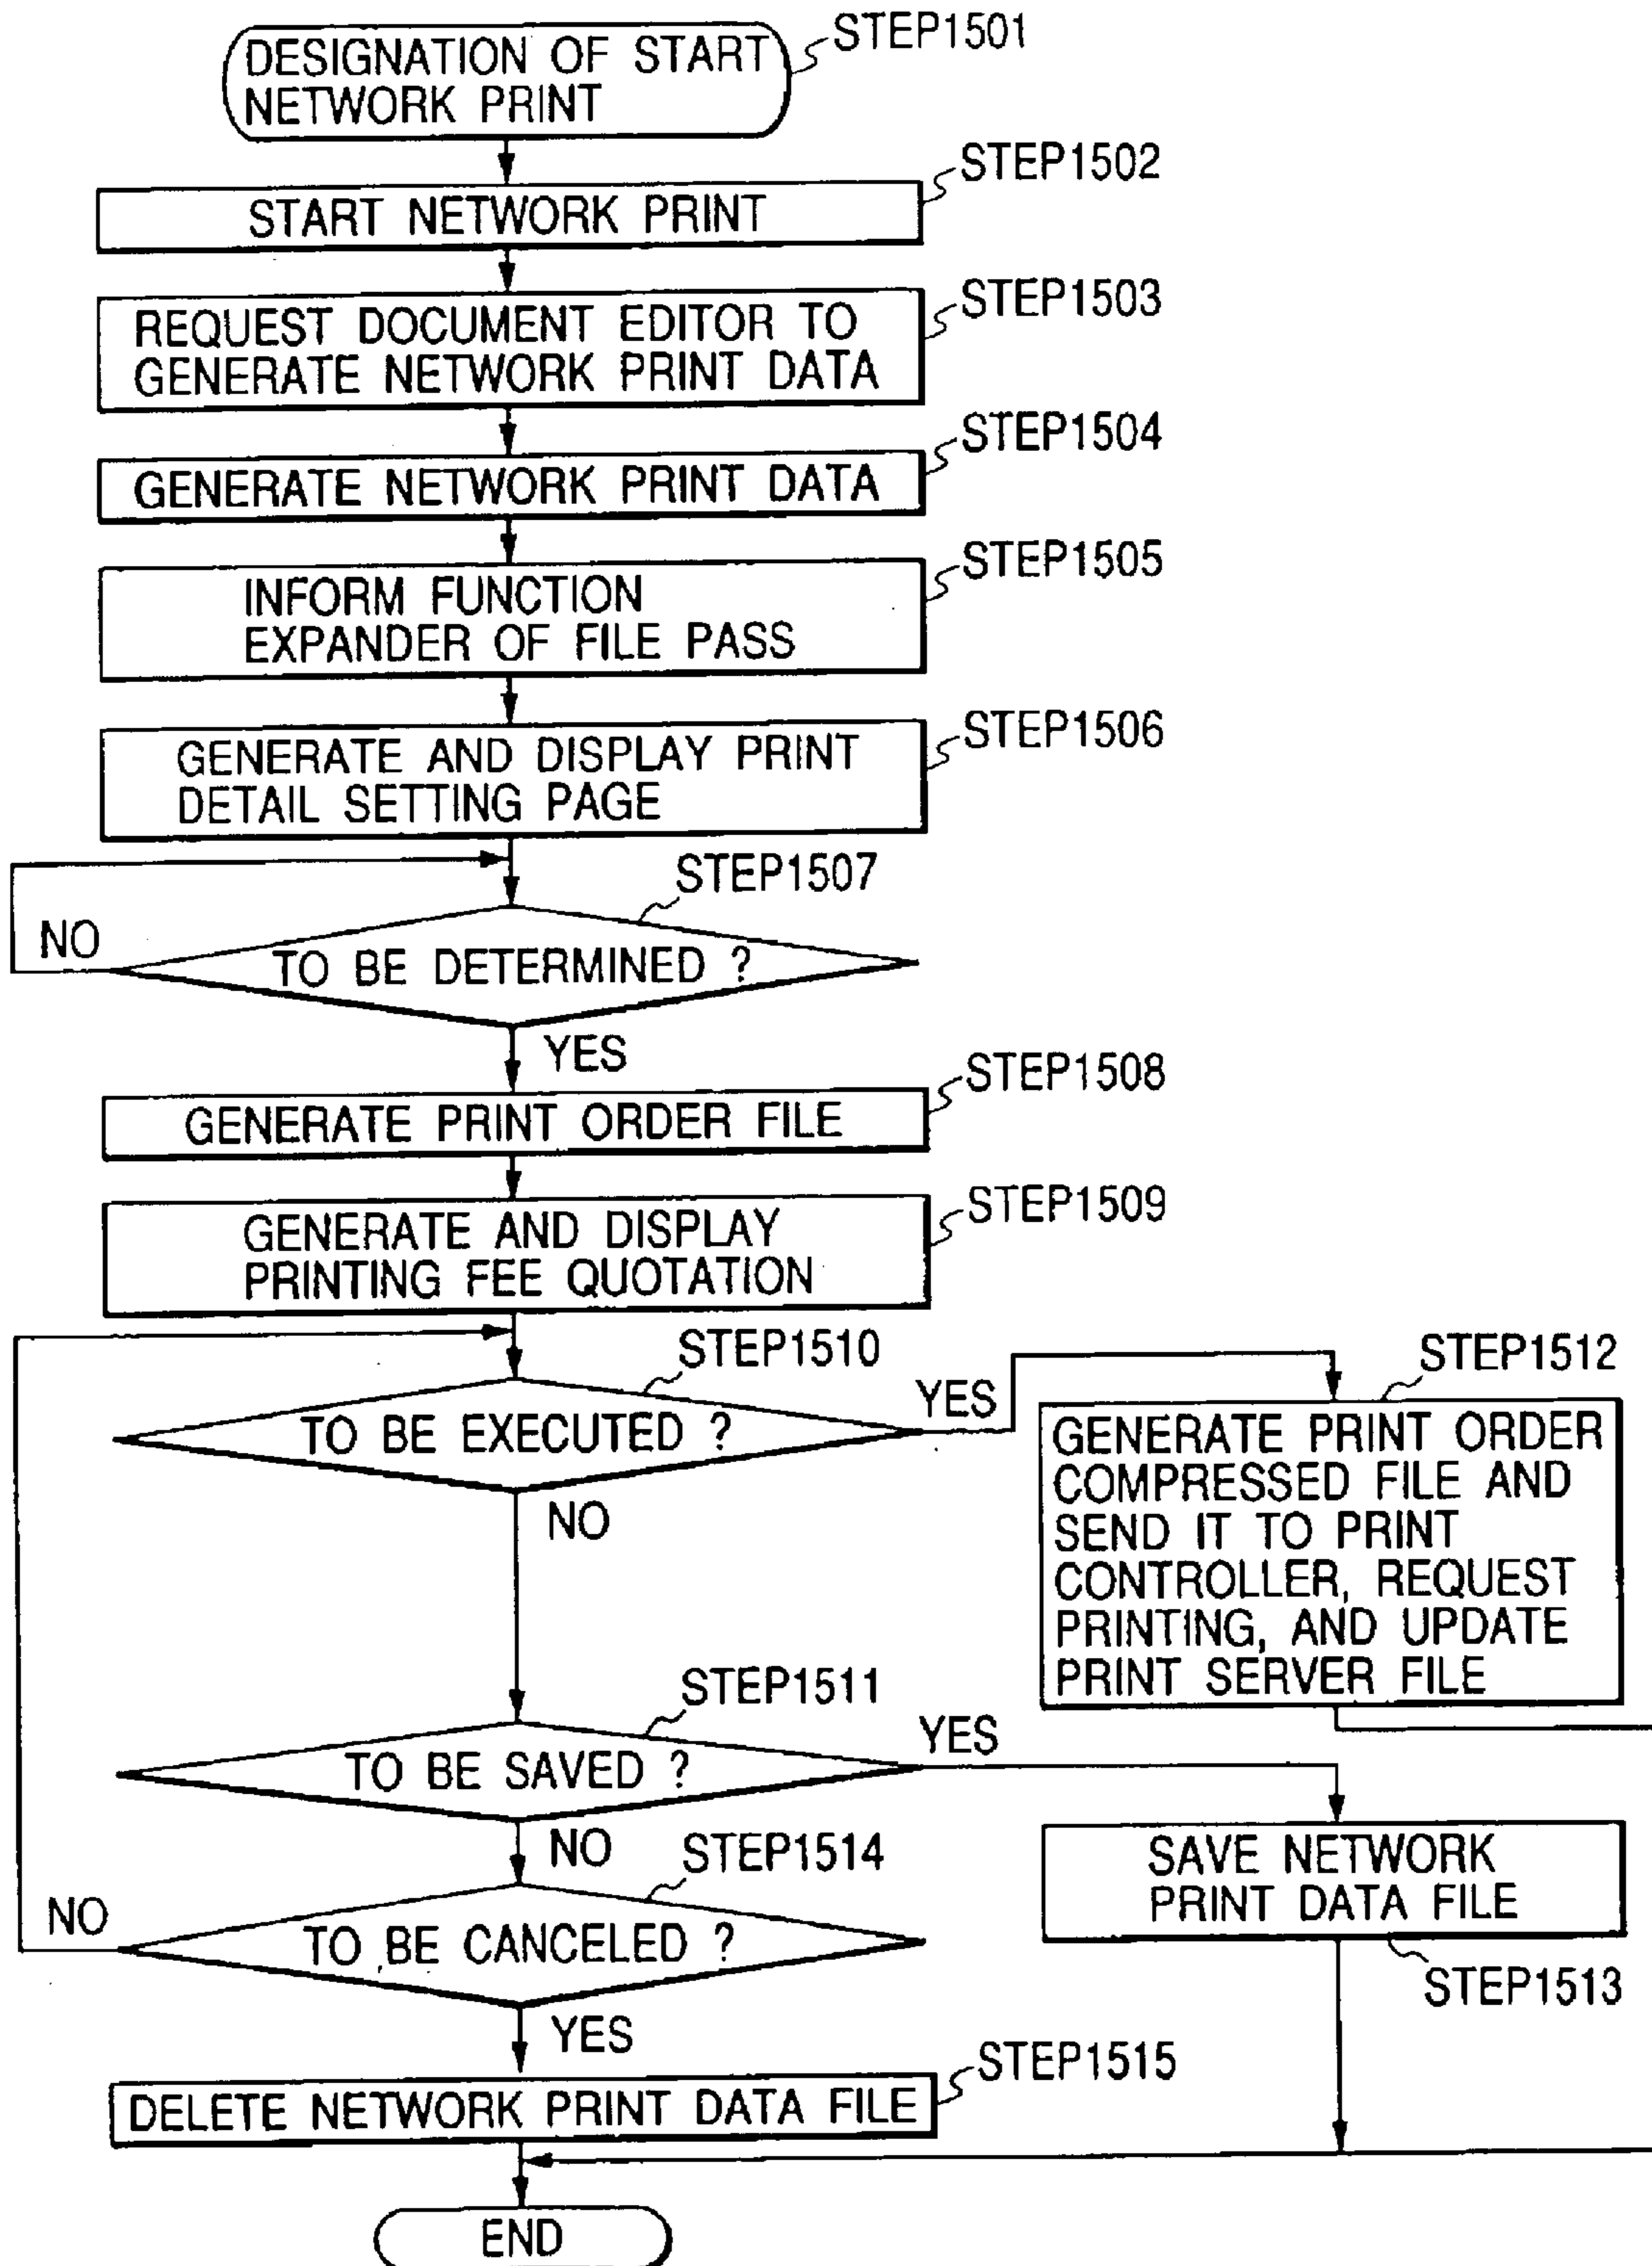 DESIGNATION OF START
NETWORK PRINT
STEP1501
START NETWORK PRINT
STEP1502
REQUEST DOCUMENT EDITOR TO
GENERATE NETWORK PRINT DATA
STEP1503
GENERATE NETWORK PRINT DATA
STEP1504
INFORM FUNCTION
EXPANDER OF FILE PASS
STEP1505
GENERATE AND DISPLAY PRINT
DETAIL SETTING PAGE
STEP1506
STEP1507
NO
TO BE DETERMINED ?
YES
GENERATE PRINT ORDER FILE
STEP1508
GENERATE AND DISPLAY
PRINTING FEE QUOTATION
STEP1509
STEP1510
TO BE EXECUTED ?
YES
NO
STEP1512
GENERATE PRINT ORDER
COMPRESSED FILE AND
SEND IT TO PRINT
CONTROLLER, REQUEST
PRINTING, AND UPDATE
PRINT SERVER FILE
STEP1511
TO BE SAVED ?
YES
NO
SAVE NETWORK
PRINT DATA FILE
STEP1513
STEP1514
NO
TO BE CANCELED ?
YES
DELETE NETWORK PRINT DATA FILE
STEP1515
END